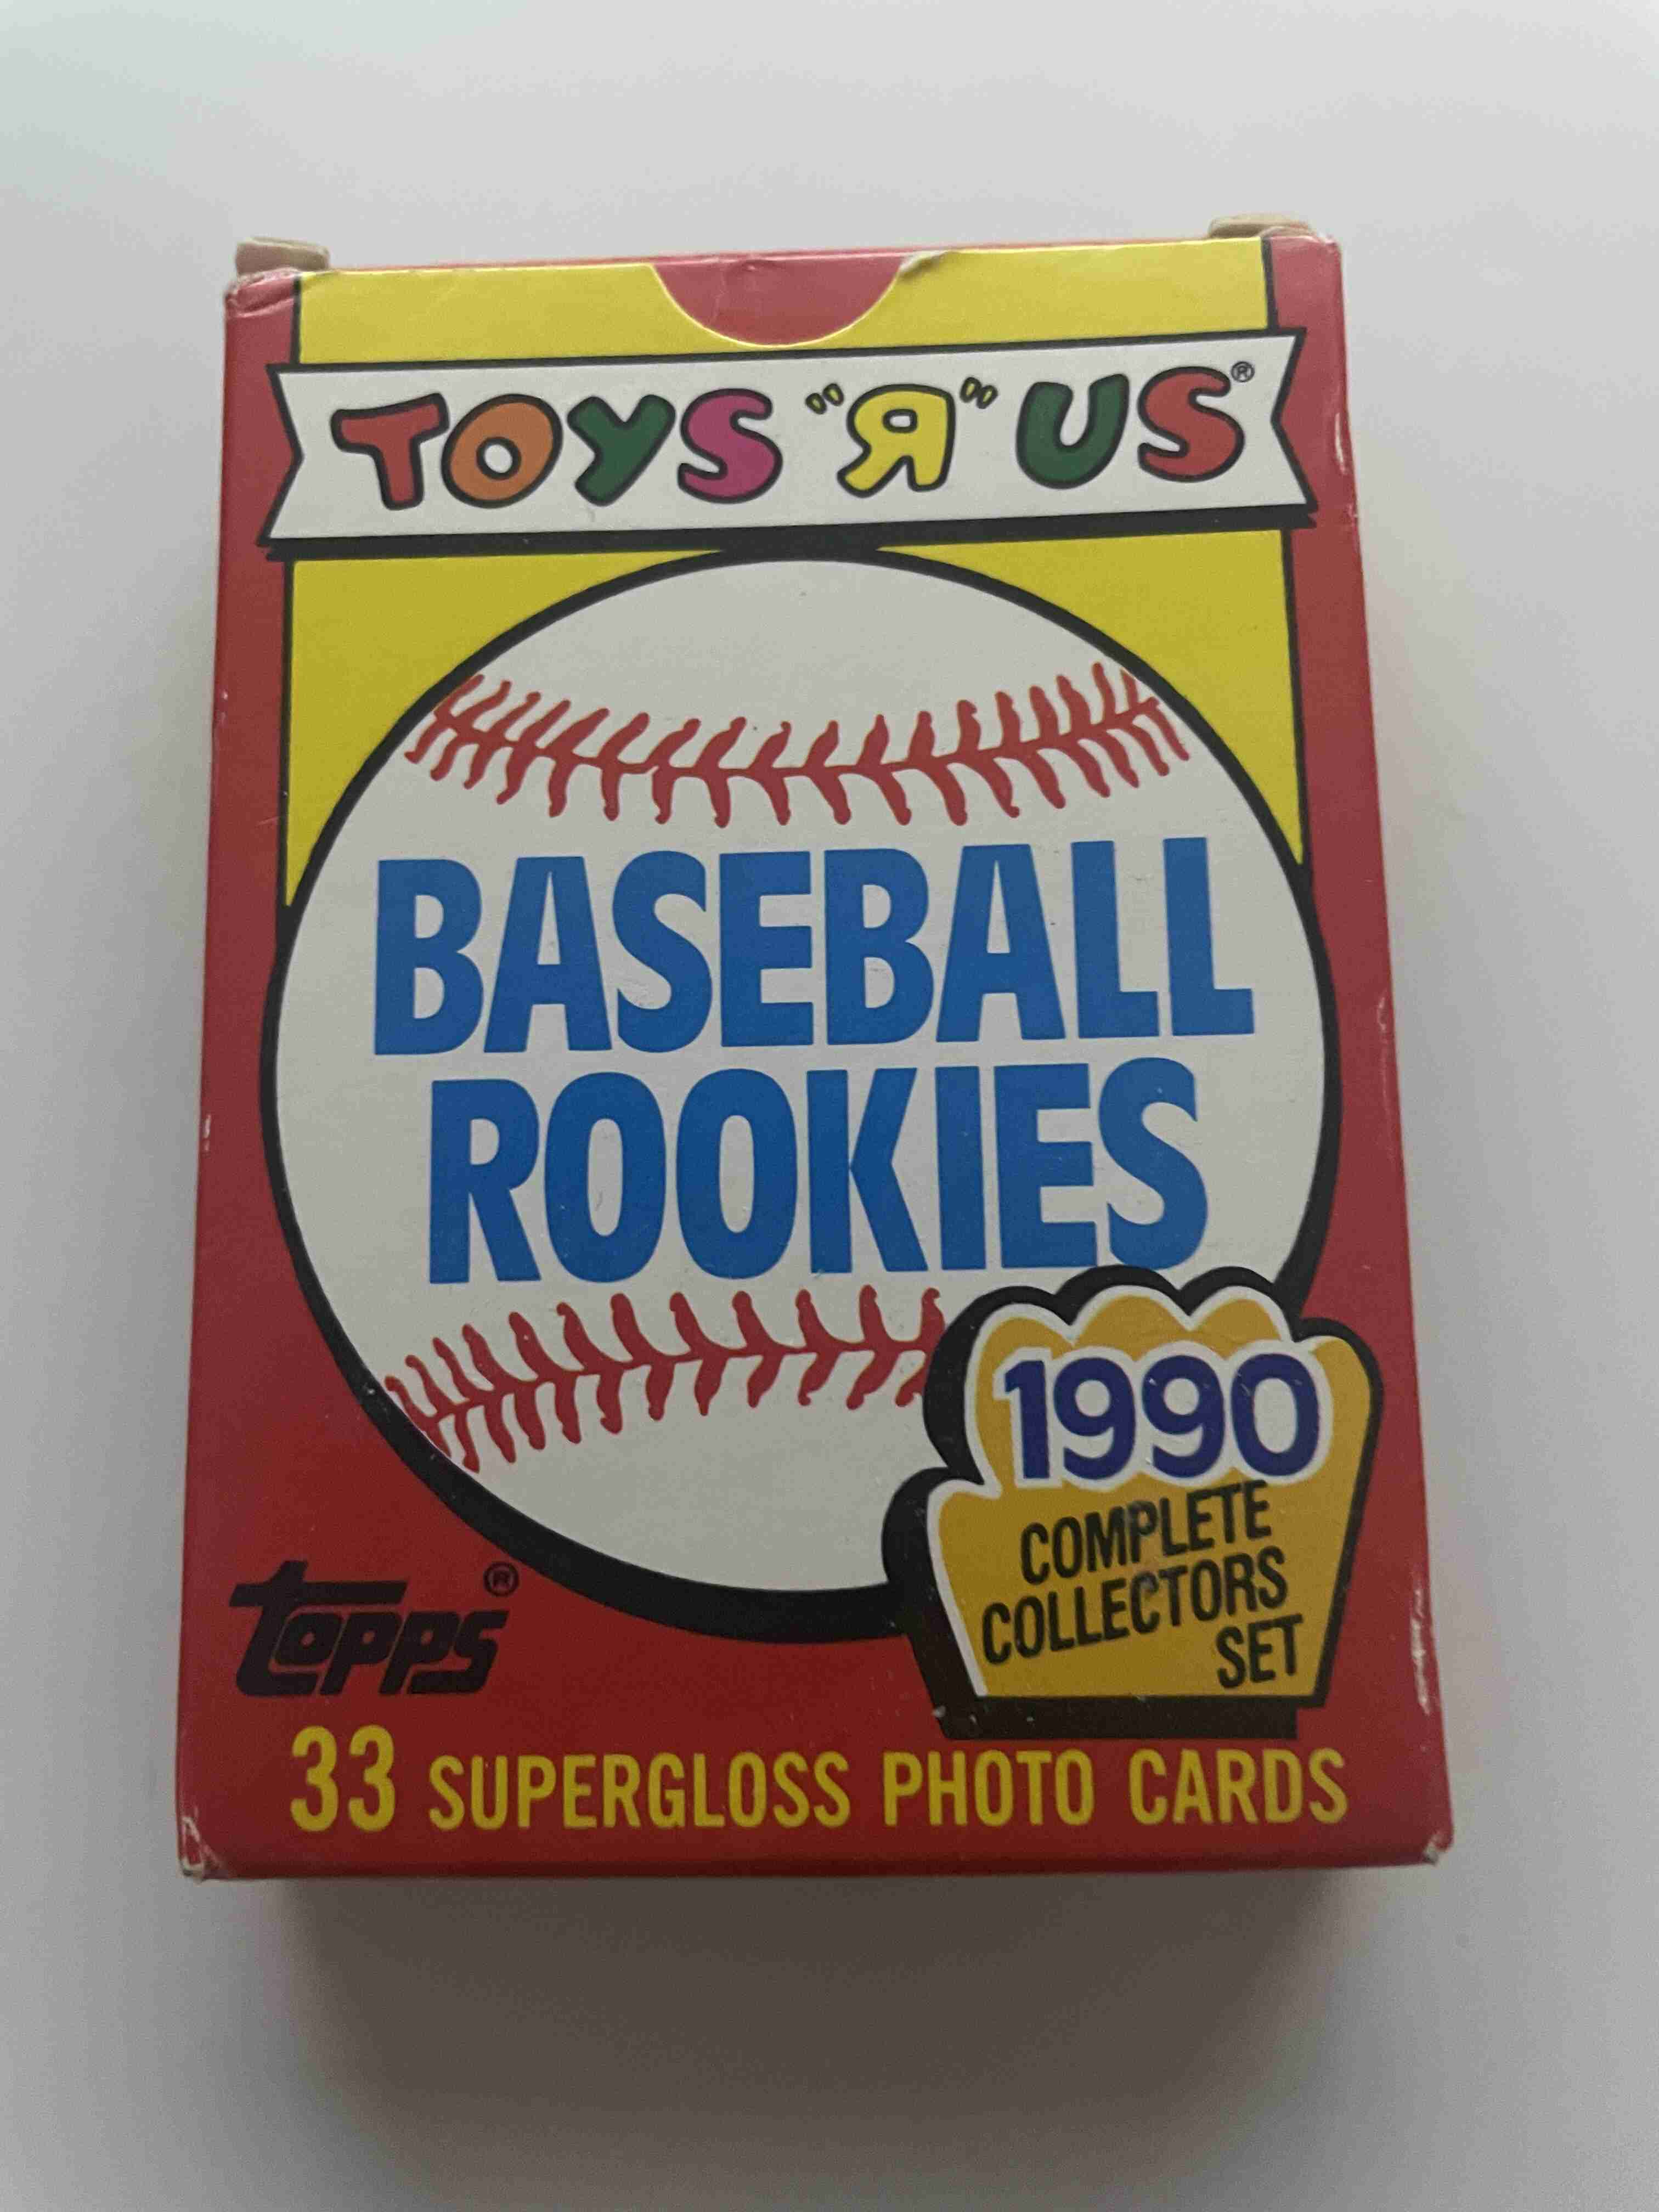 TOYS "Я" US®
BASEBALL
ROOKIES
1990
COMPLETE
COLLECTORS
SET
Topps®
33 SUPERGLOSS PHOTO CARDS